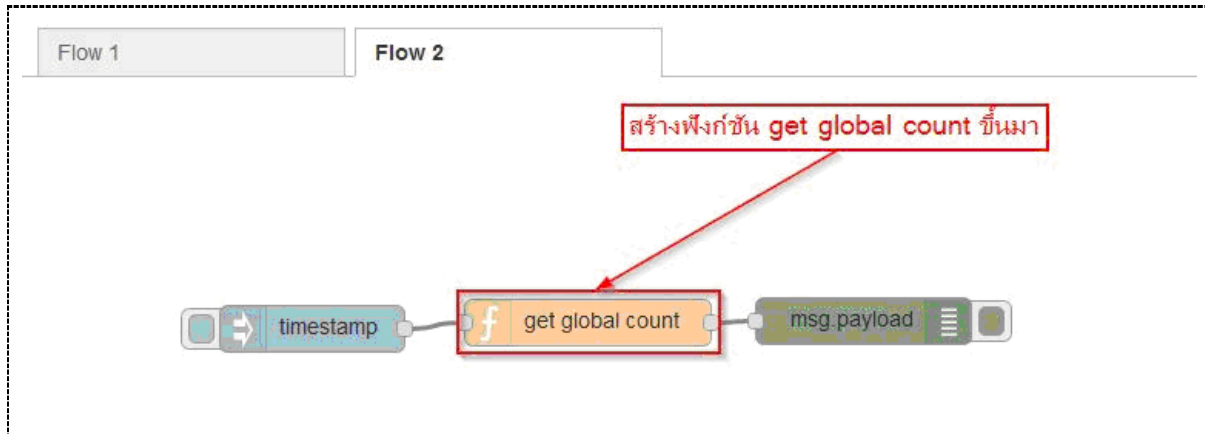 Flow 1
Flow 2
สร้างฟังก์ชัน get global count ขึ้นมา
timestamp
get global count
msg.payload